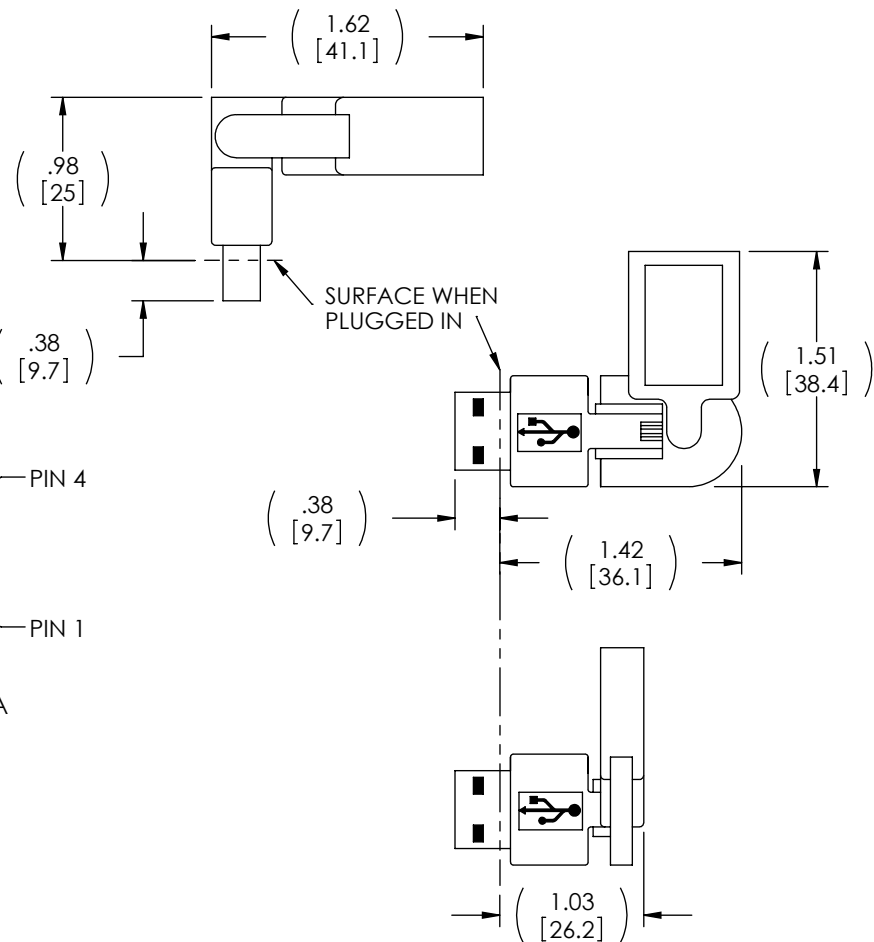 1.62
[41.1]
.98
[25]
SURFACE WHEN
PLUGGED IN
.38
[9.7]
1.51
[38.4]
PIN 4
.38
[9.7]
1.42
[36.1]
PIN 1
A
1.03
[26.2]